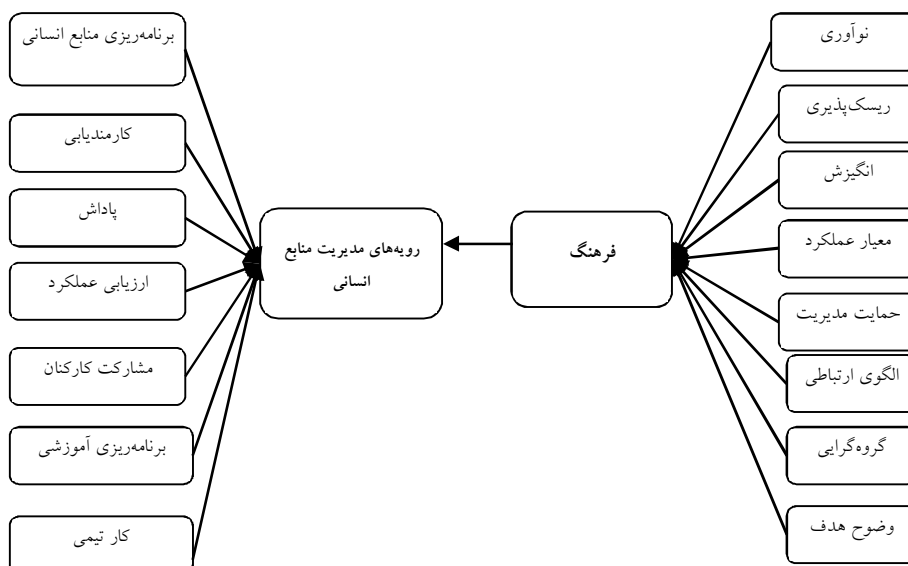 نوآوری
ریسک‌پذیری
انگیزش
معیار عملکرد
حمایت مدیریت
الگوی ارتباطی
گروه‌گرایی
وضوح هدف
فرهنگ
رویه‌های مدیریت منابع
انسانی
برنامه‌ریزی منابع انسانی
کارمندیابی
پاداش
ارزیابی عملکرد
مشارکت کارکنان
برنامه‌ریزی آموزشی
کار تیمی